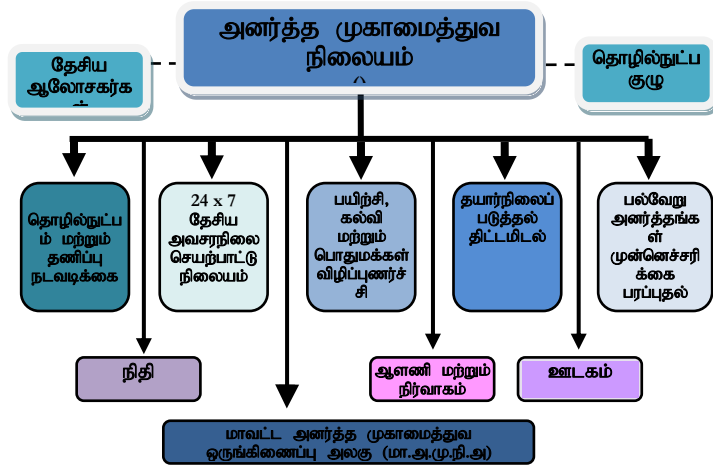 அனர்த்த முகாமைத்துவ
நிலையம்
தேசிய
ஆலோசகர்க
ள்
தொழில்நுட்ப
குழு
தொழில்நுட்ப
ம் மற்றும்
தணிப்பு
நடவடிக்கை
24 x 7
தேசிய
அவசரநிலை
செயற்பாட்டு
நிலையம்
பயிற்சி,
கல்வி
மற்றும்
பொதுமக்கள்
விழிப்புணர்ச்
சி
தயார்நிலைப்
படுத்தல்
திட்டமிடல்
பல்வேறு
அனர்த்தங்க
ள்
முன்னெச்சரி
க்கை
பரப்புதல்
நிதி
ஆளணி மற்றும்
நிர்வாகம்
ஊடகம்
மாவட்ட அனர்த்த முகாமைத்துவ
ஒருங்கிணைப்பு அலகு (மா.அ.மு.நி.அ)